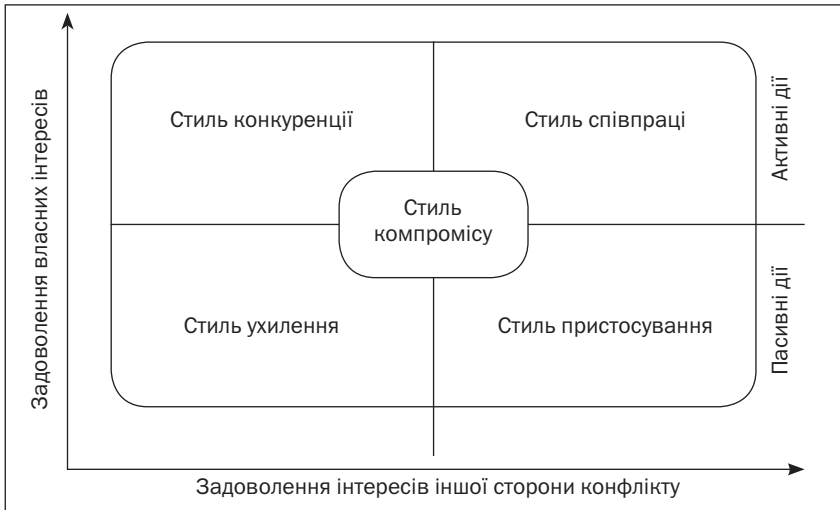 Задоволення власних інтересів
Стиль конкуренції
Стиль співпраці
Активні дії
Стиль
компромісу
Стиль ухилення
Стиль пристосування
Пасивні дії
Задоволення інтересів іншої сторони конфлікту